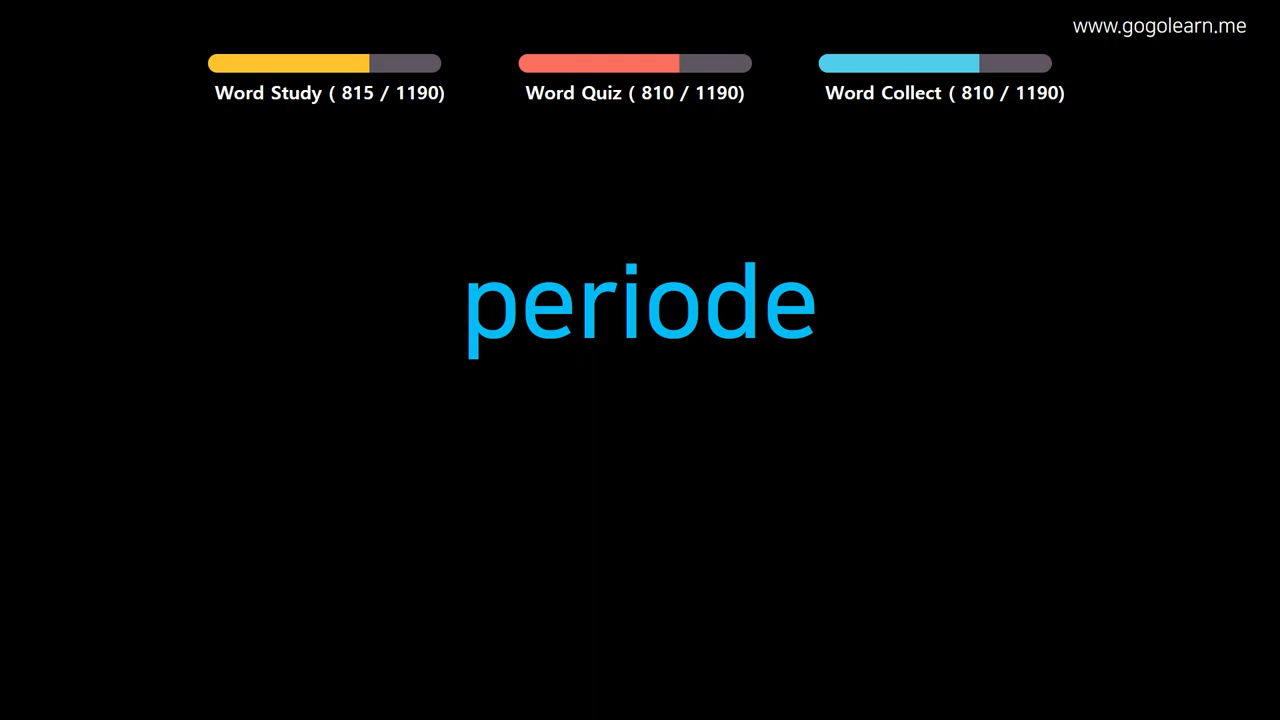 www.gogolearn.me
Word Study ( 815 / 1190)
Word Quiz ( 810 / 1190)
Word Collect ( 810 / 1190)
periode